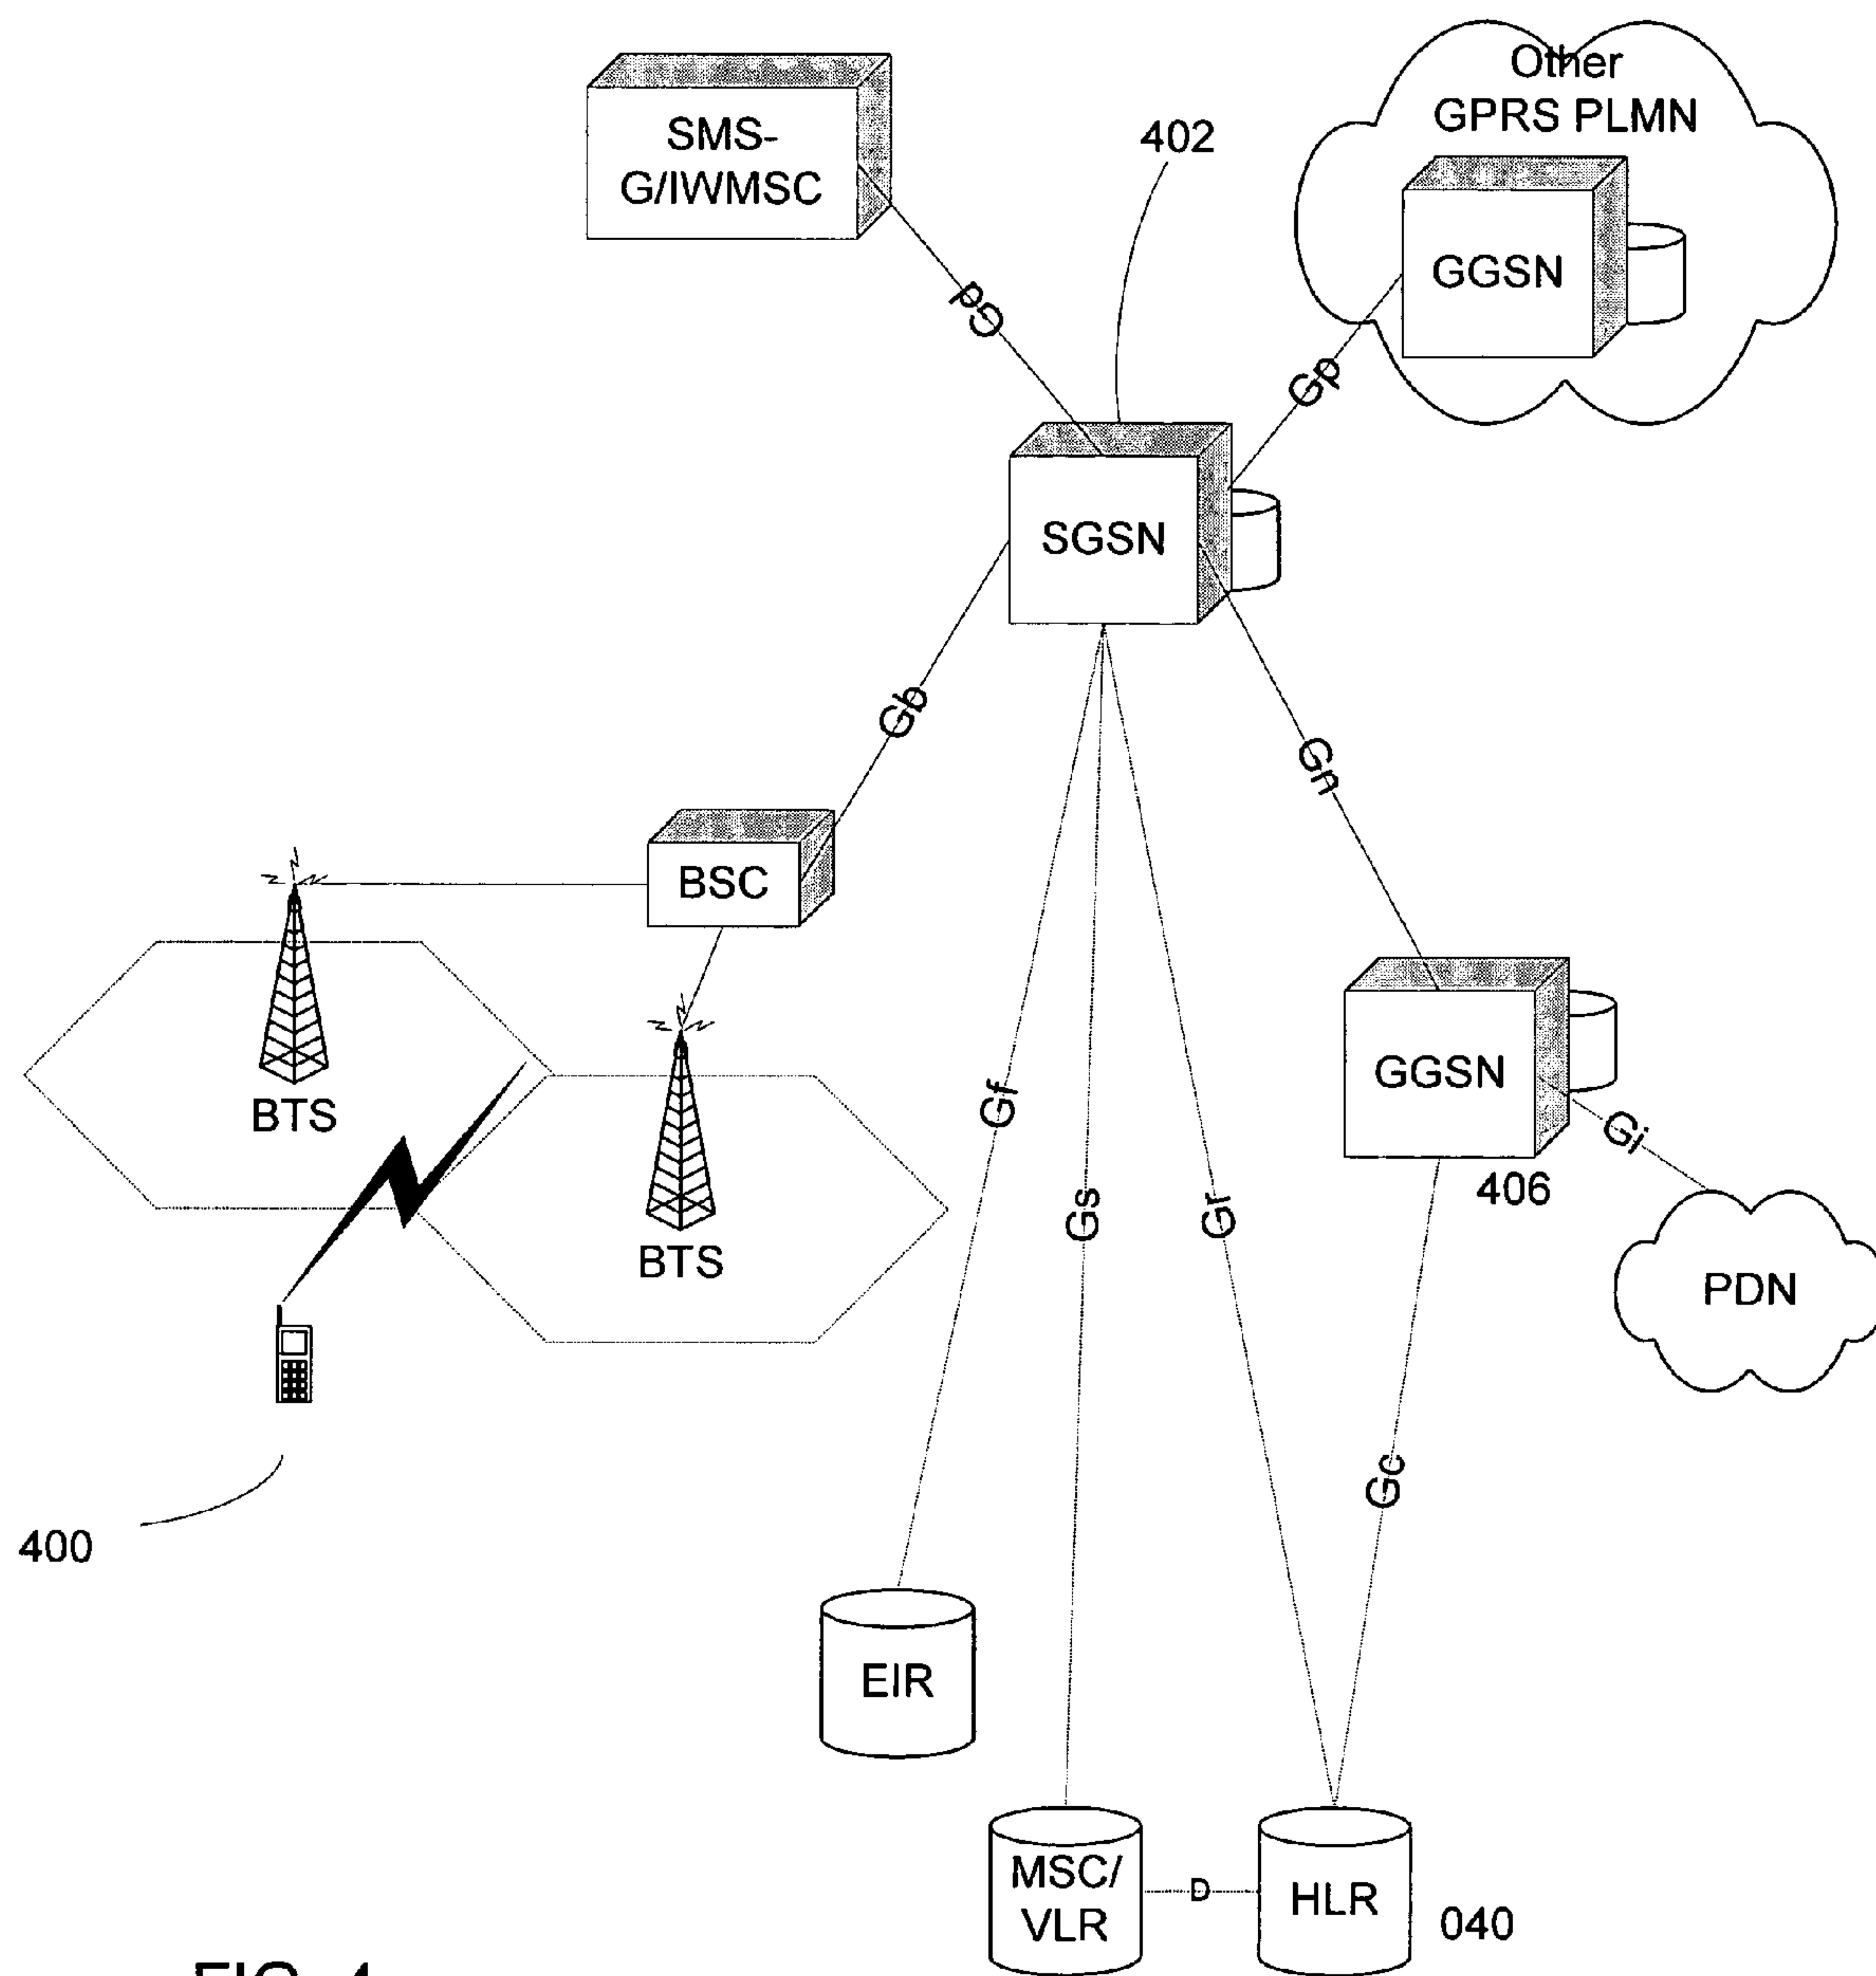 Other
GPRS PLMN
SMS-
G/IWMSC
402
GGSN
Gd
Gp
SGSN
Gb
Gn
BSC
GGSN
BTS
Gf
Gi
406
Gs
Gr
BTS
PDN
Gc
400
EIR
MSC/
VLR
D
HLR
040
FIG. 4